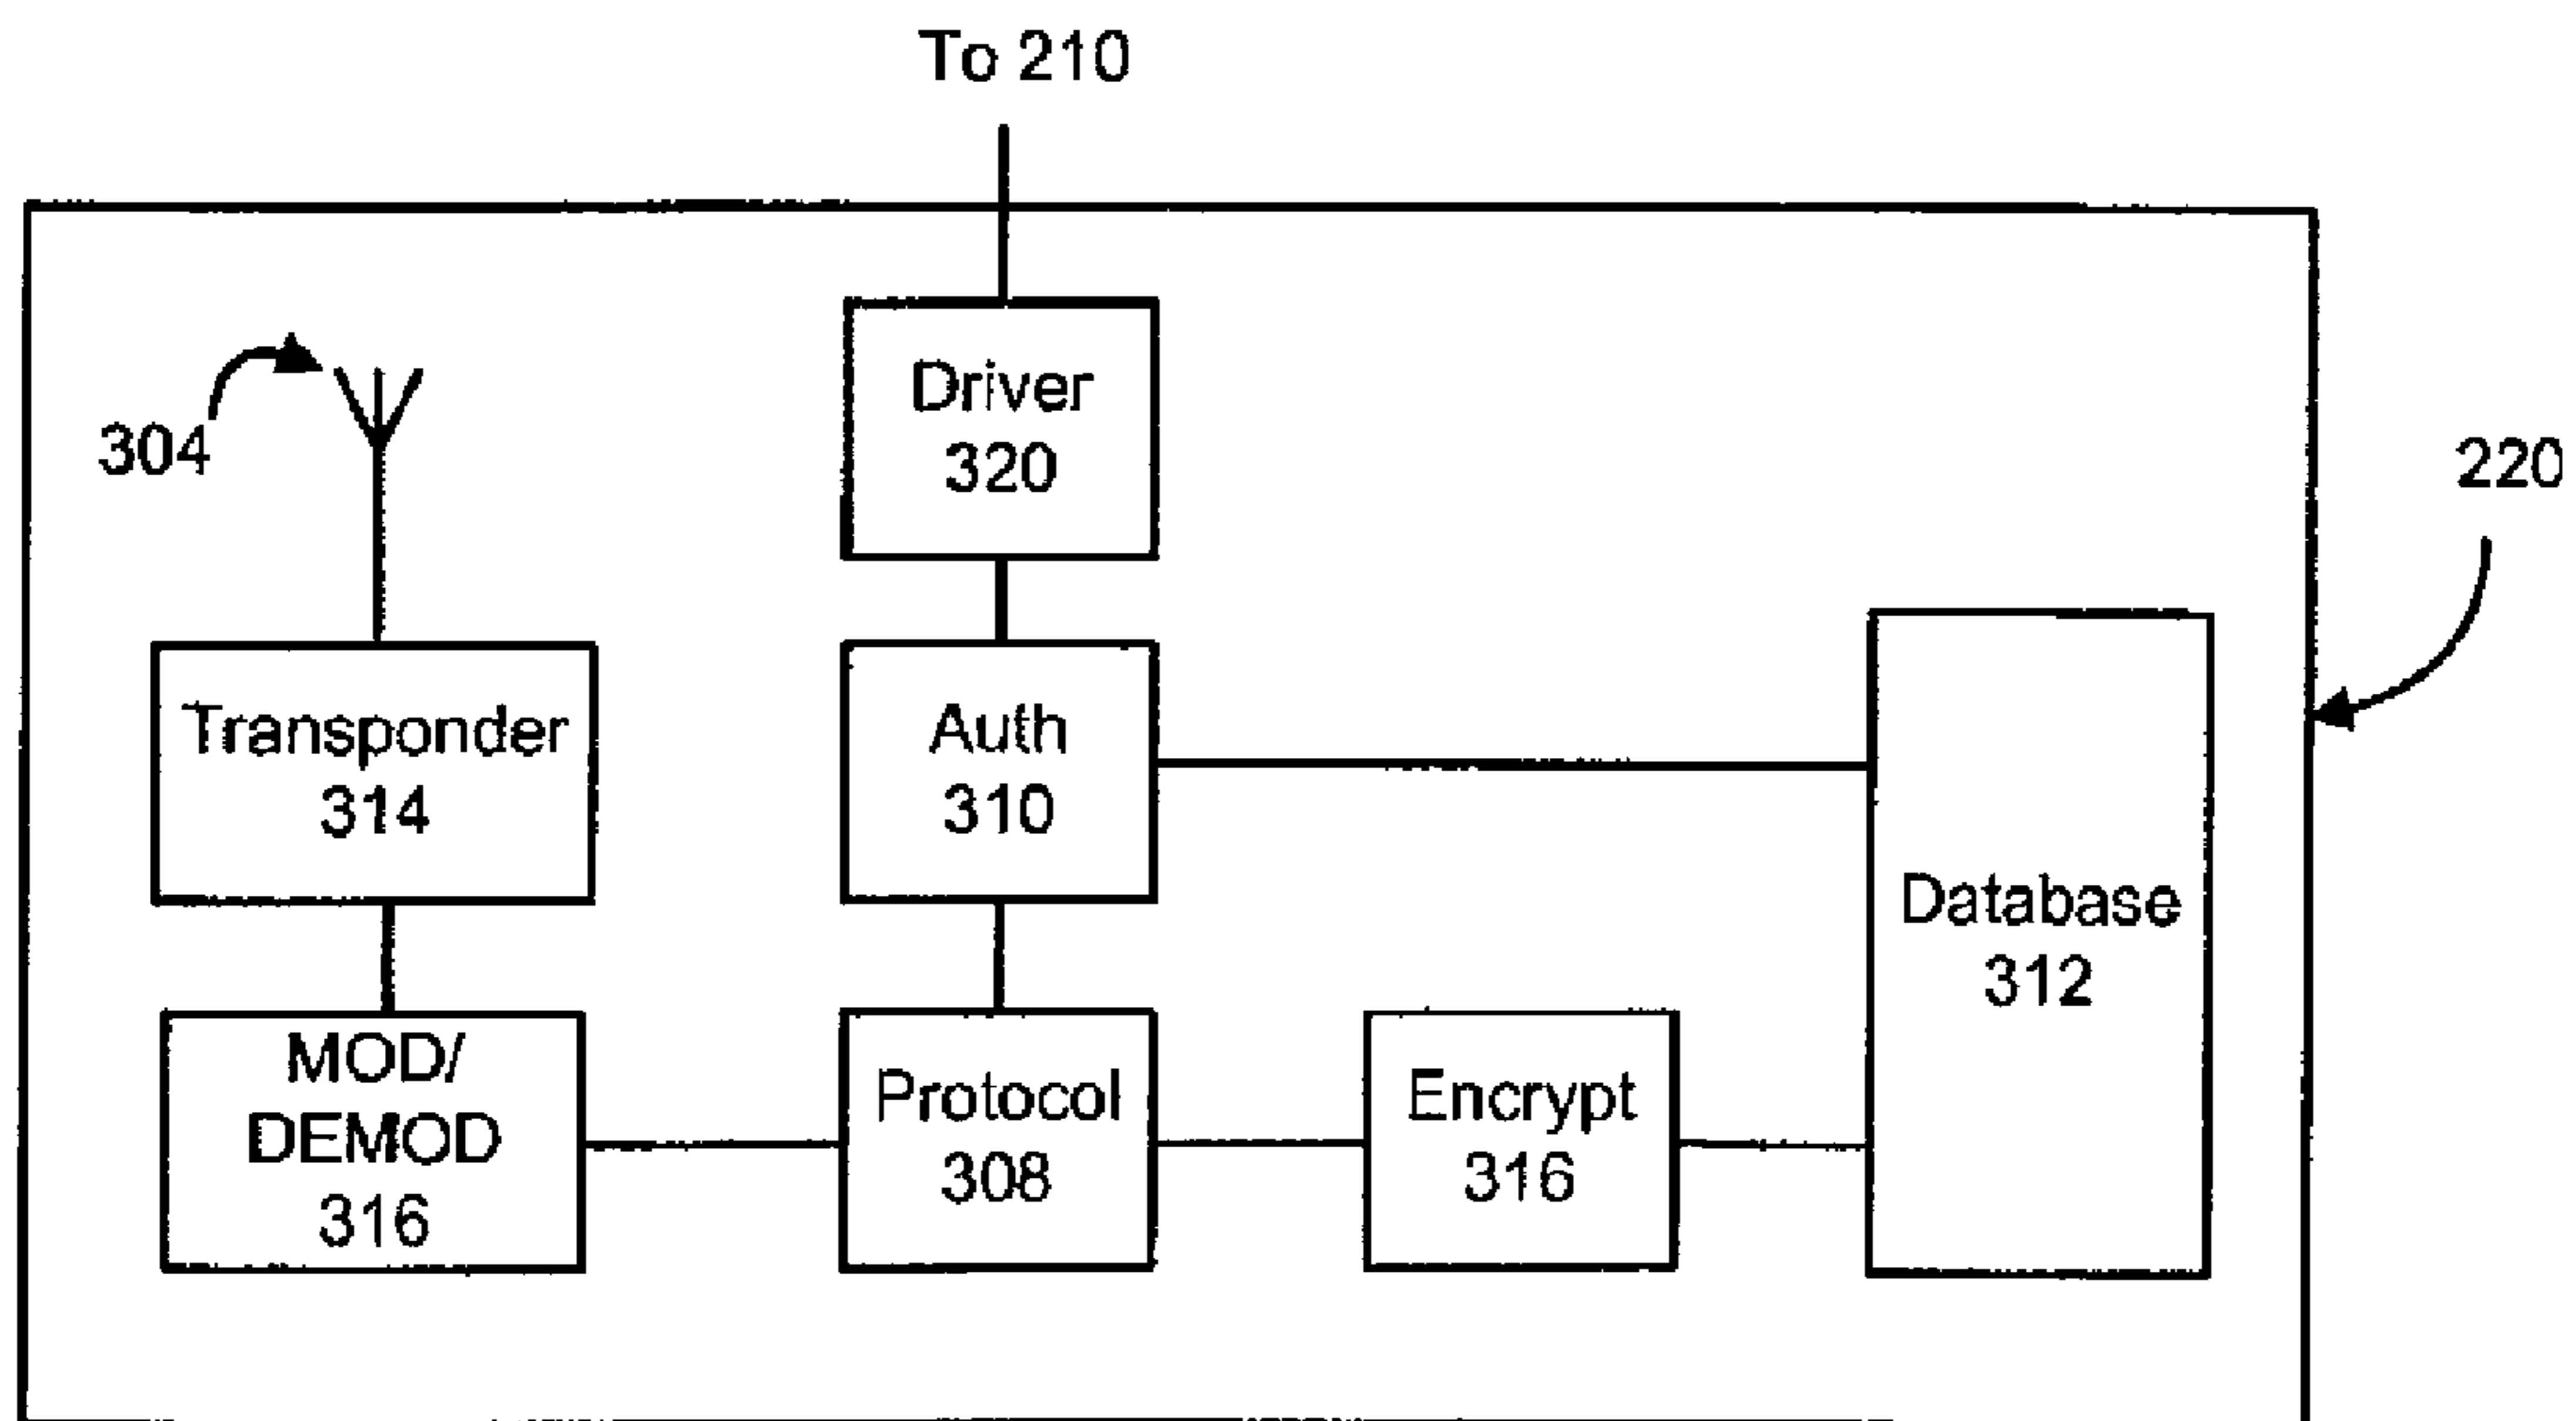 To 210
304
Driver
320
220
Transponder
314
Auth
310
Database
312
MOD/
DEMOD
316
Protocol
308
Encrypt
316